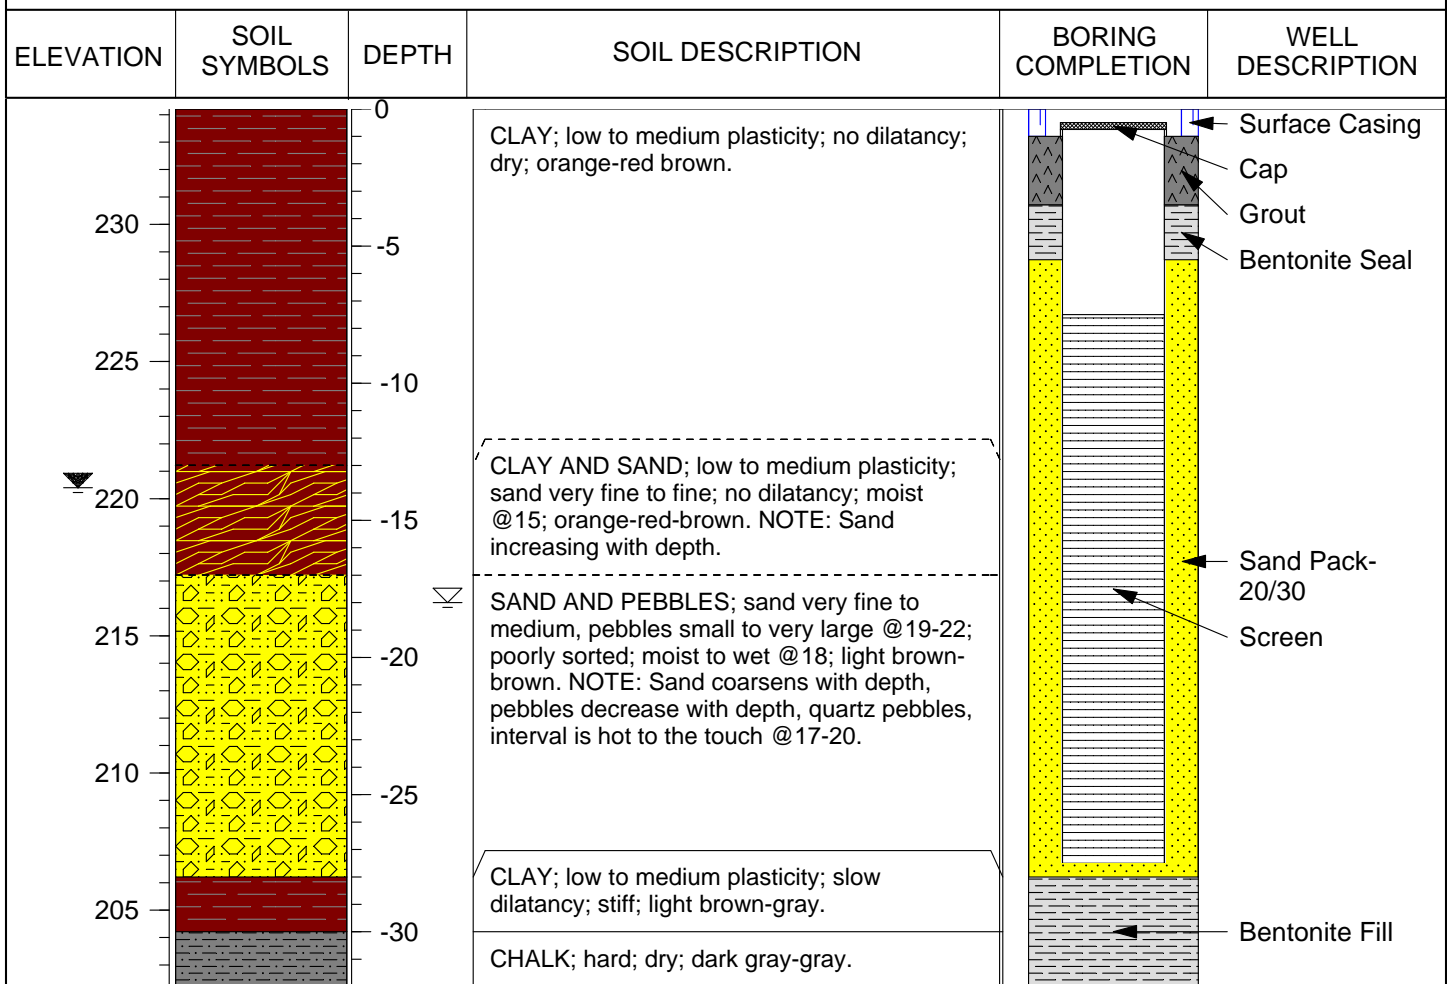 ELEVATION
SOIL
SYMBOLS
DEPTH
SOIL DESCRIPTION
BORING
COMPLETION
WELL
DESCRIPTION
230
225
220
215
210
205
0
-5
-10
-15
-20
-25
-30
CLAY; low to medium plasticity; no dilatancy;
dry; orange-red brown.
CLAY AND SAND; low to medium plasticity;
sand very fine to fine; no dilatancy; moist
@15; orange-red-brown. NOTE: Sand
increasing with depth.
SAND AND PEBBLES; sand very fine to
medium, pebbles small to very large @19-22;
poorly sorted; moist to wet @18; light brown-
brown. NOTE: Sand coarsens with depth,
pebbles decrease with depth, quartz pebbles,
interval is hot to the touch @17-20.
CLAY; low to medium plasticity; slow
dilatancy; stiff; light brown-gray.
CHALK; hard; dry; dark gray-gray.
Surface Casing
Cap
Grout
Bentonite Seal
Sand Pack-
20/30
Screen
Bentonite Fill